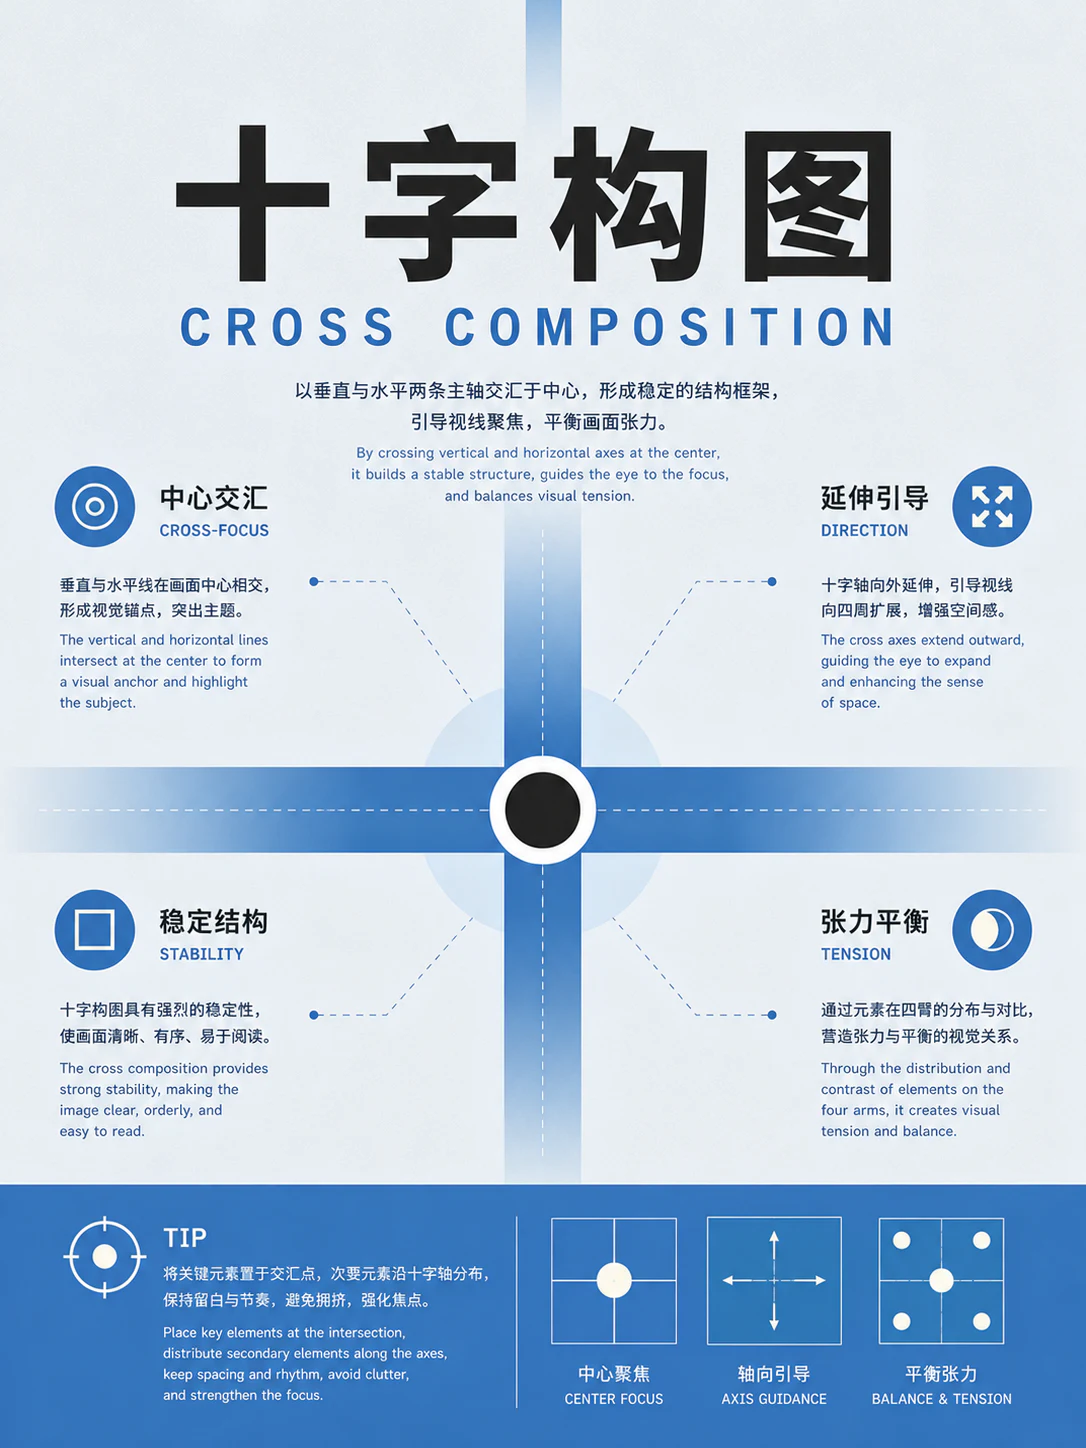 十字构图
CROSS COMPOSITION
以垂直与水平两条主轴交汇于中心，形成稳定的结构框架，
引导视线聚焦，平衡画面张力。
By crossing vertical and horizontal axes at the center,
it builds a stable structure, guides the eye to the focus,
and balances visual tension.
中心交汇
CROSS-FOCUS
垂直与水平线在画面中心相交，
形成视觉锚点，突出主题。
The vertical and horizontal lines
intersect at the center to form
a visual anchor and highlight
the subject.
延伸引导
DIRECTION
十字轴向外延伸，引导视线
向四周扩展，增强空间感。
The cross axes extend outward,
guiding the eye to expand
and enhancing the sense
of space.
稳定结构
STABILITY
十字构图具有强烈的稳定性，
使画面清晰、有序、易于阅读。
The cross composition provides
strong stability, making the
image clear, orderly, and
easy to read.
张力平衡
TENSION
通过元素在四臂的分布与对比，
营造张力与平衡的视觉关系。
Through the distribution and
contrast of elements on the
four arms, it creates visual
tension and balance.
TIP
将关键元素置于交汇点，次要元素沿十字轴分布，
保持留白与节奏，避免拥挤，强化焦点。
Place key elements at the intersection,
distribute secondary elements along the axes,
keep spacing and rhythm, avoid clutter,
and strengthen the focus.
中心聚焦
CENTER FOCUS
轴向引导
AXIS GUIDANCE
平衡张力
BALANCE & TENSION